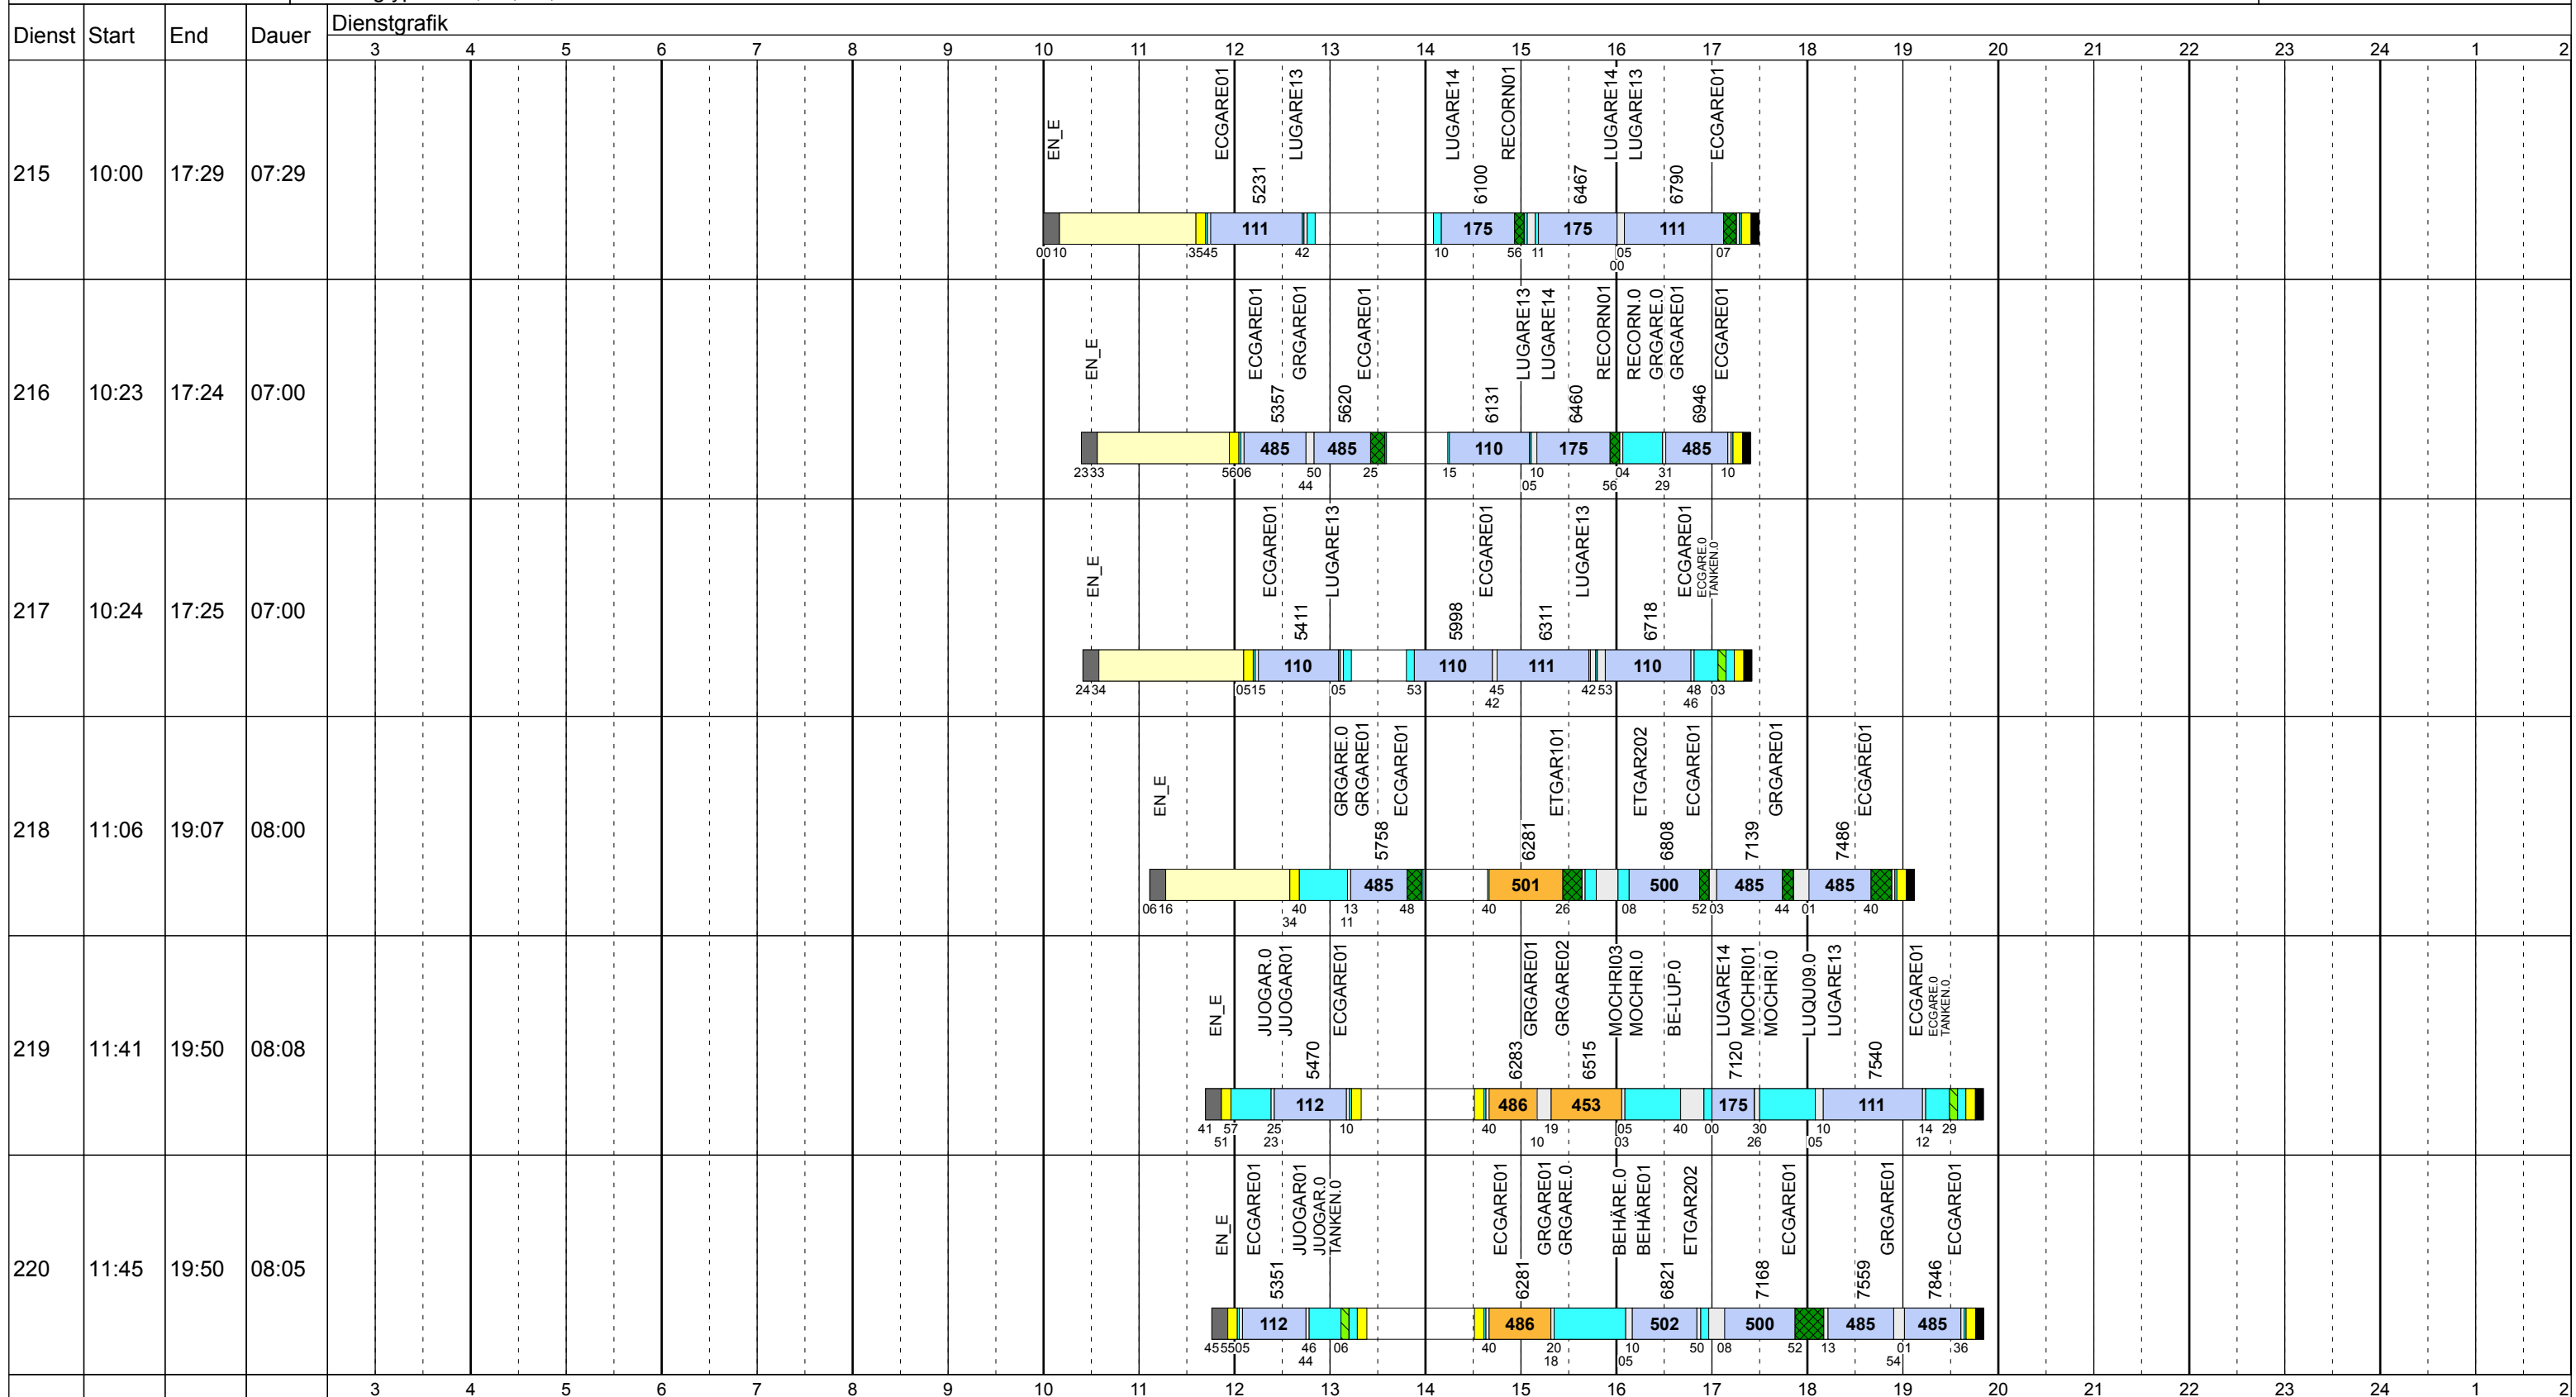 Dienst Start End Dauer Dienstgrafik
3 4 5 6 7 8 9 10 11 12 13 14 15 16 17 18 19 20 21 22 23 24 1 2
EN_E ECGARE01 LUGARE13 LUGARE14 RECORN01 LUGARE14 LUGARE13 ECGARE01
5231 6100 6467 6790
215 10:00 17:29 07:29
111 175 175 111
00 10 35 45 42 10 56 11 05 07
00
EN_E ECGARE01 GRGARE01 ECGARE01 LUGARE13 LUGARE14 RECORN01 RECORN.0 GRGARE.0 GRGARE01 ECGARE01
5357 5620 6131 6460 6946
216 10:23 17:24 07:00
485 485 110 175 485
23 33 56 06 50 25 15 10 04 31 10
44 05 56 29
EN_E ECGARE01 LUGARE13 ECGARE01 LUGARE13 ECGARE01 ECGARE.0 TANKEN.0
5411 5998 6311 6718
217 10:24 17:25 07:00
110 110 111 110
24 34 05 15 05 53 45 42 53 48 03
42 46
EN_E GRGARE.0 GRGARE01 ECGARE01 ETGAR101 ETGAR202 ECGARE01 GRGARE01 ECGARE01
5758 6281 6808 7139 7486
218 11:06 19:07 08:00
485 501 500 485 485
06 16 40 13 48 40 26 08 52 03 44 01 40
34 11
EN_E JUOGAR.0 JUOGAR01 ECGARE01 GRGARE01 GRGARE02 MOCHRI03 MOCHRI.0 BE-LUP.0 LUGARE14 MOCHRI01 MOCHRI.0 LUQU09.0 LUGARE13 ECGARE01 ECGARE.0 TANKEN.0
5470 6283 6515 7120 7540
219 11:41 19:50 08:08
112 486 453 175 111
41 57 25 10 40 19 05 40 00 30 10 14 29
51 23 10 03 26 05 12
EN_E ECGARE01 JUOGAR01 JUOGAR.0 TANKEN.0 ECGARE01 GRGARE01 GRGARE.0 BEHÄRE.0 BEHÄRE01 ETGAR202 ECGARE01 GRGARE01 ECGARE01
5351 6281 6821 7168 7559 7846
220 11:45 19:50 08:05
112 486 502 500 485 485
45 55 05 46 06 40 20 10 50 08 52 13 01 36
44 18 05 54
3 4 5 6 7 8 9 10 11 12 13 14 15 16 17 18 19 20 21 22 23 24 1 2